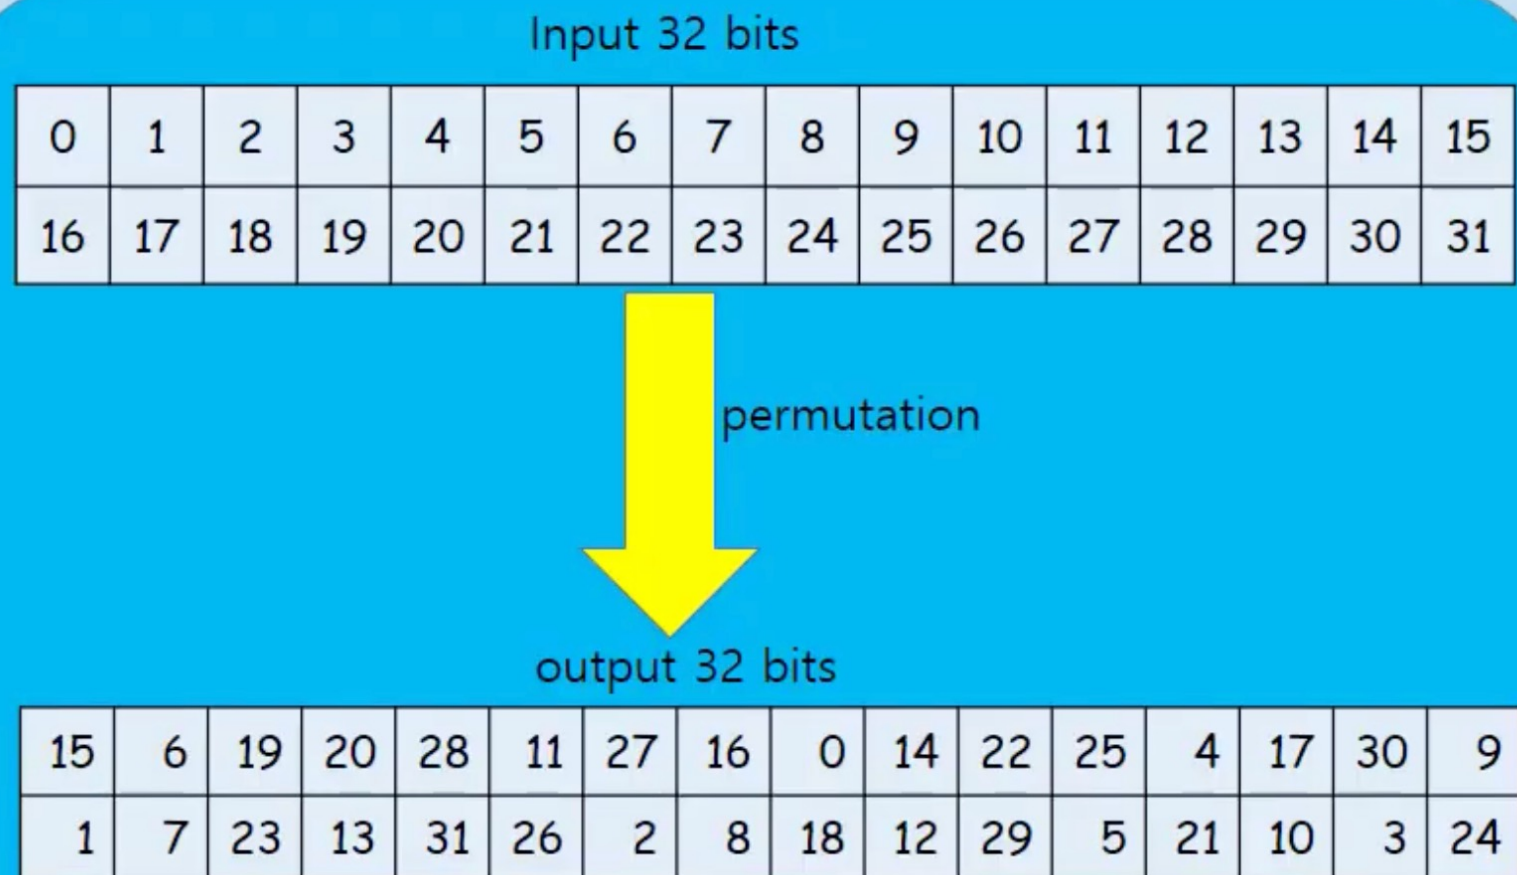 Input 32 bits
0 1 2 3 4 5 6 7 8 9 10 11 12 13 14 15
16 17 18 19 20 21 22 23 24 25 26 27 28 29 30 31
permutation
output 32 bits
15 6 19 20 28 11 27 16 0 14 22 25 4 17 30 9
1 7 23 13 31 26 2 8 18 12 29 5 21 10 3 24